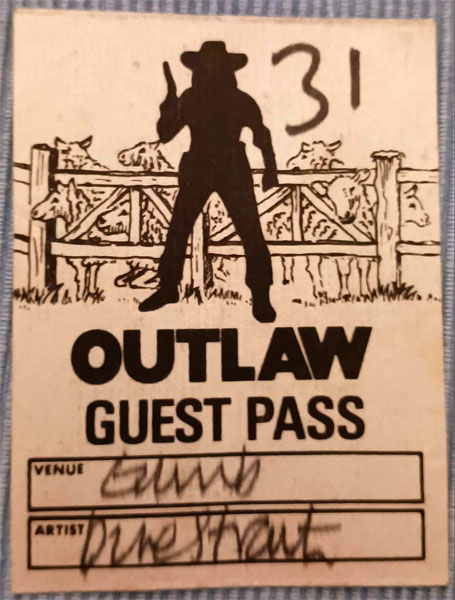 31
OUTLAW
GUEST PASS
VENUE
ARTIST Dire Straits